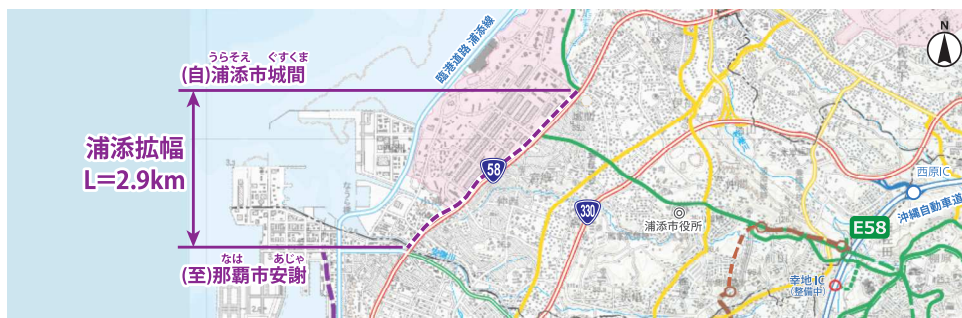 うらそえ ぐすくま
(自)浦添市城間
臨港道路 浦添線
N
浦添拡幅
L=2.9km
58
330
浦添市役所
西原IC
沖縄自動車道
E58
幸地IC
(整備中)
なは あじゃ
(至)那覇市安謝